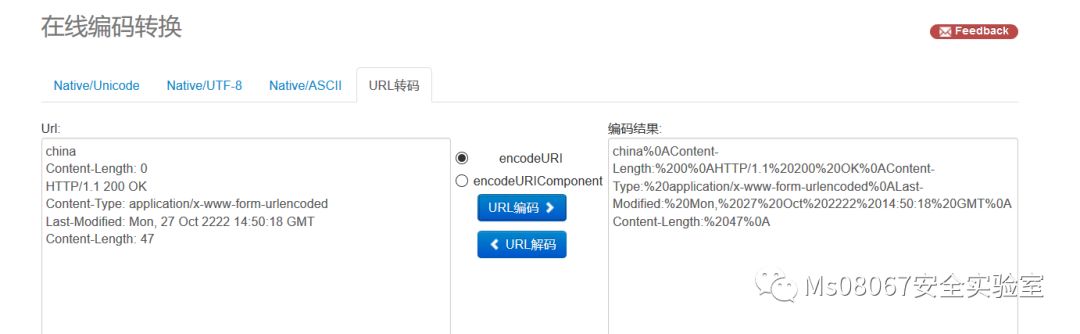 在线编码转换
Feedback
Native/Unicode Native/UTF-8 Native/ASCII URL转码
Url:
china
Content-Length: 0
HTTP/1.1 200 OK
Content-Type: application/x-www-form-urlencoded
Last-Modified: Mon, 27 Oct 2222 14:50:18 GMT
Content-Length: 47
encodeURI
encodeURIComponent
URL编码
URL解码
编码结果:
china%0AContent-
Length:%200%0AHTTP/1.1%20200%20OK%0AContent-
Type:%20application/x-www-form-urlencoded%0ALast-
Modified:%20Mon,%2027%20Oct%202222%2014:50:18%20GMT%0A
Content-Length:%2047%0A
Ms08067安全实验室